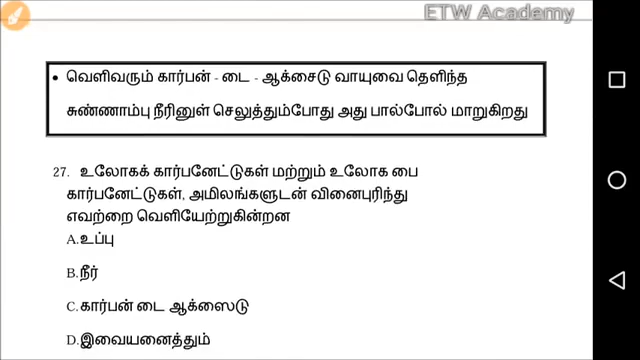 ETW Academy
• வெளிவரும் கார்பன் - டை - ஆக்சைடு வாயுவை தெளிந்த
சுண்ணாம்பு நீரினுள் செலுத்தும்போது அது பால்போல் மாறுகிறது
27. உலோகக் கார்பனேட்டுகள் மற்றும் உலோக பை
கார்பனேட்டுகள், அமிலங்களுடன் வினைபுரிந்து
எவற்றை வெளியேற்றுகின்றன
A.உப்பு
B.நீர்
C.கார்பன் டை ஆக்ஸைடு
D.இவையனைத்தும்